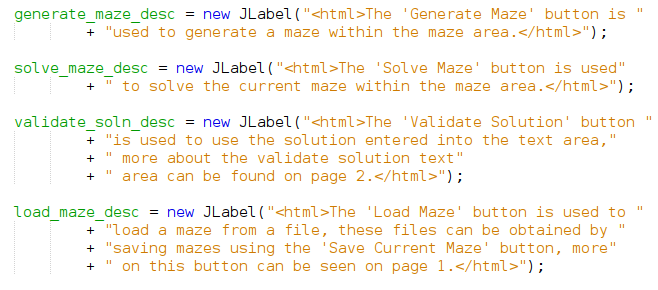 generate_maze_desc = new JLabel("<html>The 'Generate Maze' button is "
+ "used to generate a maze within the maze area.</html>");
solve_maze_desc = new JLabel("<html>The 'Solve Maze' button is used"
+ " to solve the current maze within the maze area.</html>");
validate_soln_desc = new JLabel("<html>The 'Validate Solution' button "
+ "is used to use the solution entered into the text area,"
+ " more about the validate solution text"
+ " area can be found on page 2.</html>");
load_maze_desc = new JLabel("<html>The 'Load Maze' button is used to "
+ "load a maze from a file, these files can be obtained by "
+ "saving mazes using the 'Save Current Maze' button, more"
+ " on this button can be seen on page 1.</html>");